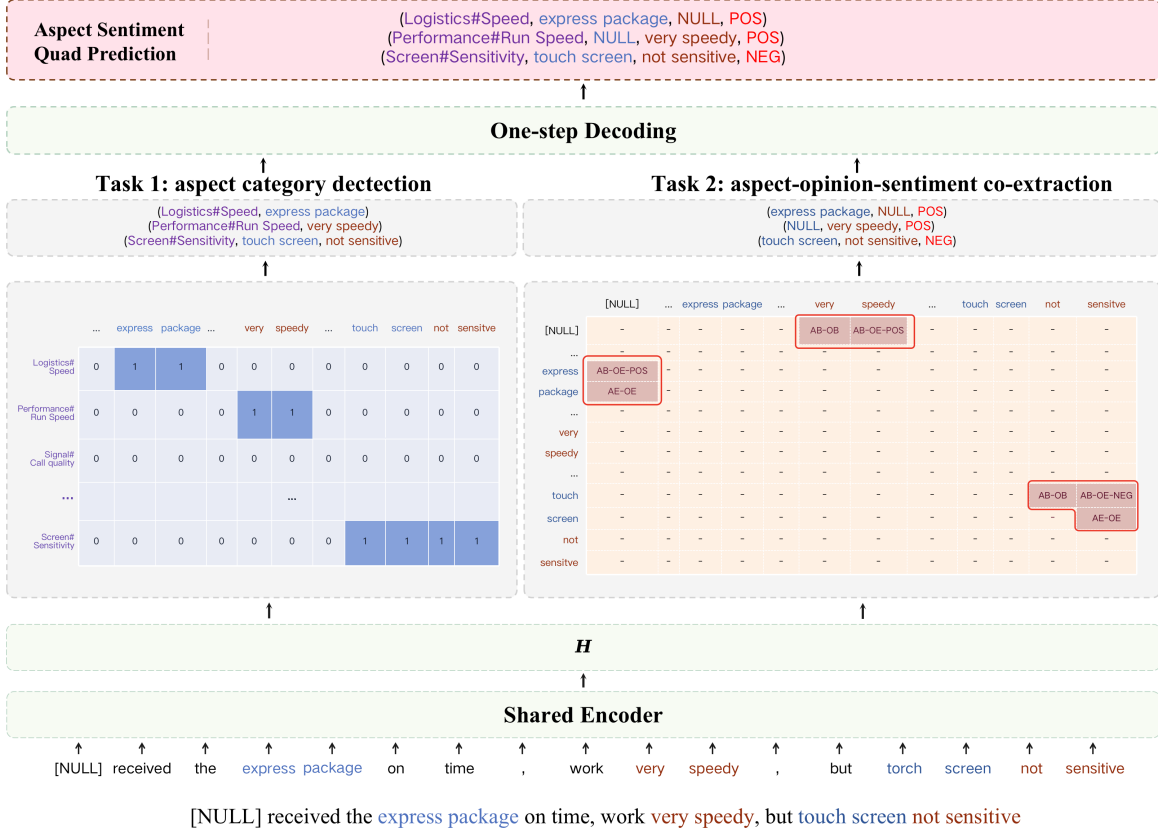 Aspect Sentiment
Quad Prediction
(Logistics#Speed, express package, NULL, POS)
(Performance#Run Speed, NULL, very speedy, POS)
(Screen#Sensitivity, touch screen, not sensitive, NEG)
One-step Decoding
Task 1: aspect category dectection
(Logistics#Speed, express package)
(Performance#Run Speed, very speedy)
(Screen#Sensitivity, touch screen, not sensitive)
... express package ... very speedy ... touch screen not sensitve
Logistics#
Speed
0 1 1 0 0 0 0 0 0 0 0
Performance#
Run Speed
0 0 0 0 1 1 0 0 0 0 0
Signal#
Call quality
0 0 0 0 0 0 0 0 0 0 0
... ...
Screen#
Sensitivity
0 0 0 0 0 0 0 1 1 1 1
Task 2: aspect-opinion-sentiment co-extraction
(express package, NULL, POS)
(NULL, very speedy, POS)
(touch screen, not sensitive, NEG)
[NULL] ... express package ... very speedy ... touch screen not sensitve
[NULL] - - - - - AB-OB AB-OE-POS - - - - -
... - - - - - - - - - - - -
express AB-OE-POS - - - - - - - - - - -
package AE-OE - - - - - - - - - - -
... - - - - - - - - - - - -
very - - - - - - - - - - - -
speedy - - - - - - - - - - - -
... - - - - - - - - - - - -
touch - - - - - - - - - - AB-OB AB-OE-NEG
screen - - - - - - - - - - - AE-OE
not - - - - - - - - - - - -
sensitve - - - - - - - - - - - -
H
Shared Encoder
[NULL] received the express package on time , work very speedy , but torch screen not sensitive
[NULL] received the express package on time, work very speedy, but touch screen not sensitive